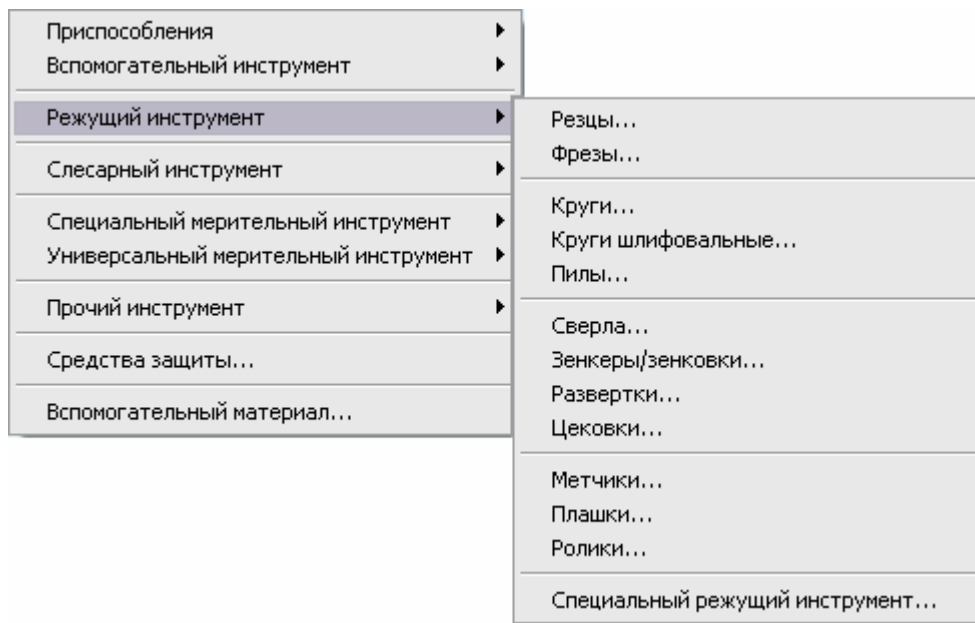 Приспособления
Вспомогательный инструмент
Режущий инструмент
Слесарный инструмент
Специальный мерительный инструмент
Универсальный мерительный инструмент
Прочий инструмент
Средства защиты...
Вспомогательный материал...
Резцы...
Фрезы...
Круги...
Круги шлифовальные...
Пилы...
Сверла...
Зенкеры/зенковки...
Развертки...
Цековки...
Метчики...
Плашки...
Ролики...
Специальный режущий инструмент...